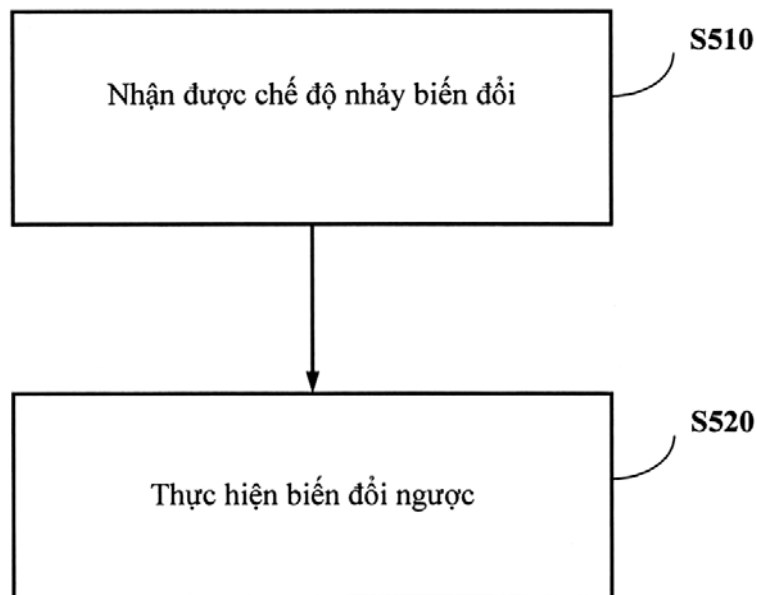 S510
Nhận được chế độ nhảy biến đổi
S520
Thực hiện biến đổi ngược